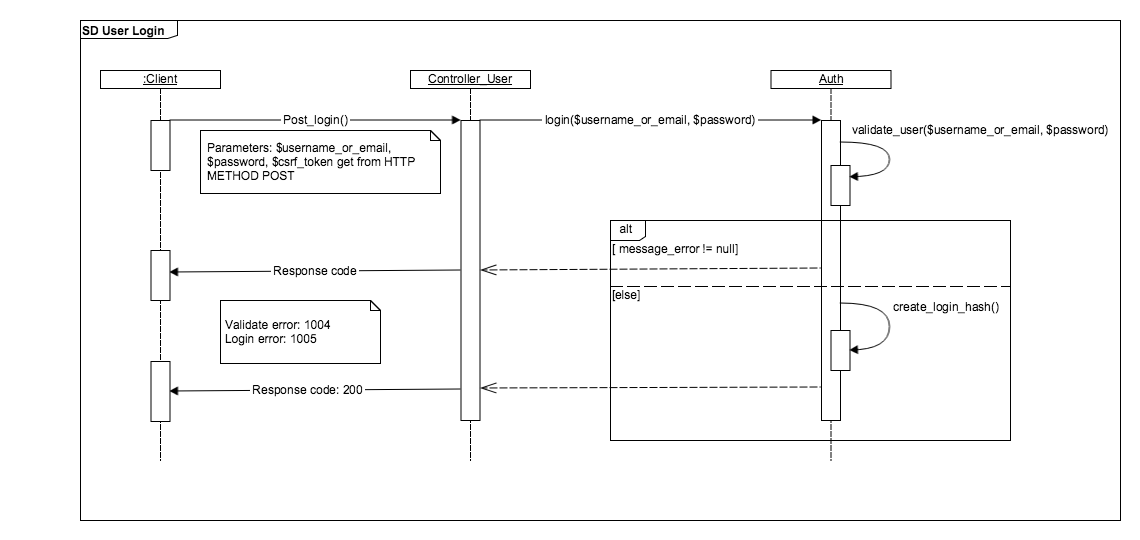 SD User Login
:Client
Controller_User
Auth
Post_login()
login($username_or_email, $password)
validate_user($username_or_email, $password)
Parameters: $username_or_email,
$password, $csrf_token get from HTTP
METHOD POST
alt
[ message_error != null]
Response code
[else]
create_login_hash()
Validate error: 1004
Login error: 1005
Response code: 200